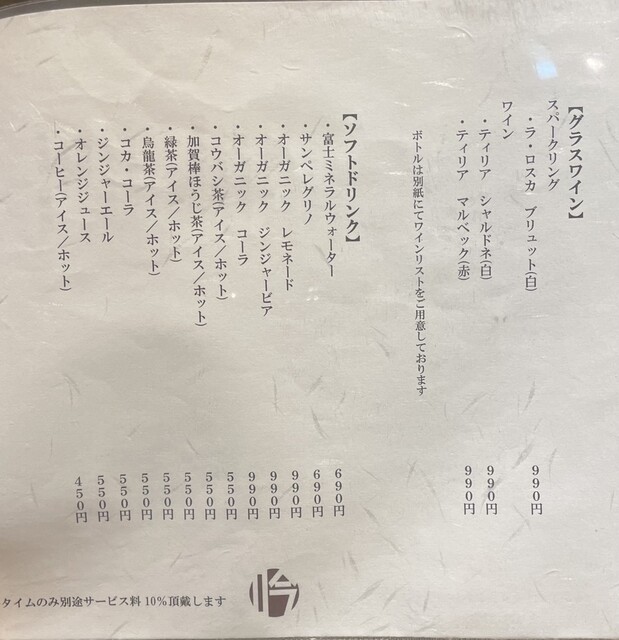 【グラスワイン】
スパークリング
・ラ・ロスカ ブリュット(白) 990円
ワイン
・ティリア シャルドネ(白) 990円
・ティリア マルベック(赤) 990円
ボトルは別紙にてワインリストをご用意しております
【ソフトドリンク】
・富士ミネラルウォーター 690円
・サンペレグリノ 690円
・オーガニック レモネード 990円
・オーガニック ジンジャービア 990円
・オーガニック コーラ 990円
・コウバシ茶(アイス／ホット) 550円
・加賀棒ほうじ茶(アイス／ホット) 550円
・緑茶(アイス／ホット) 550円
・烏龍茶(アイス／ホット) 550円
・コカ・コーラ 550円
・ジンジャーエール 550円
・オレンジジュース 550円
・コーヒー(アイス／ホット) 450円
タイムのみ別途サービス料10%頂戴します
吟